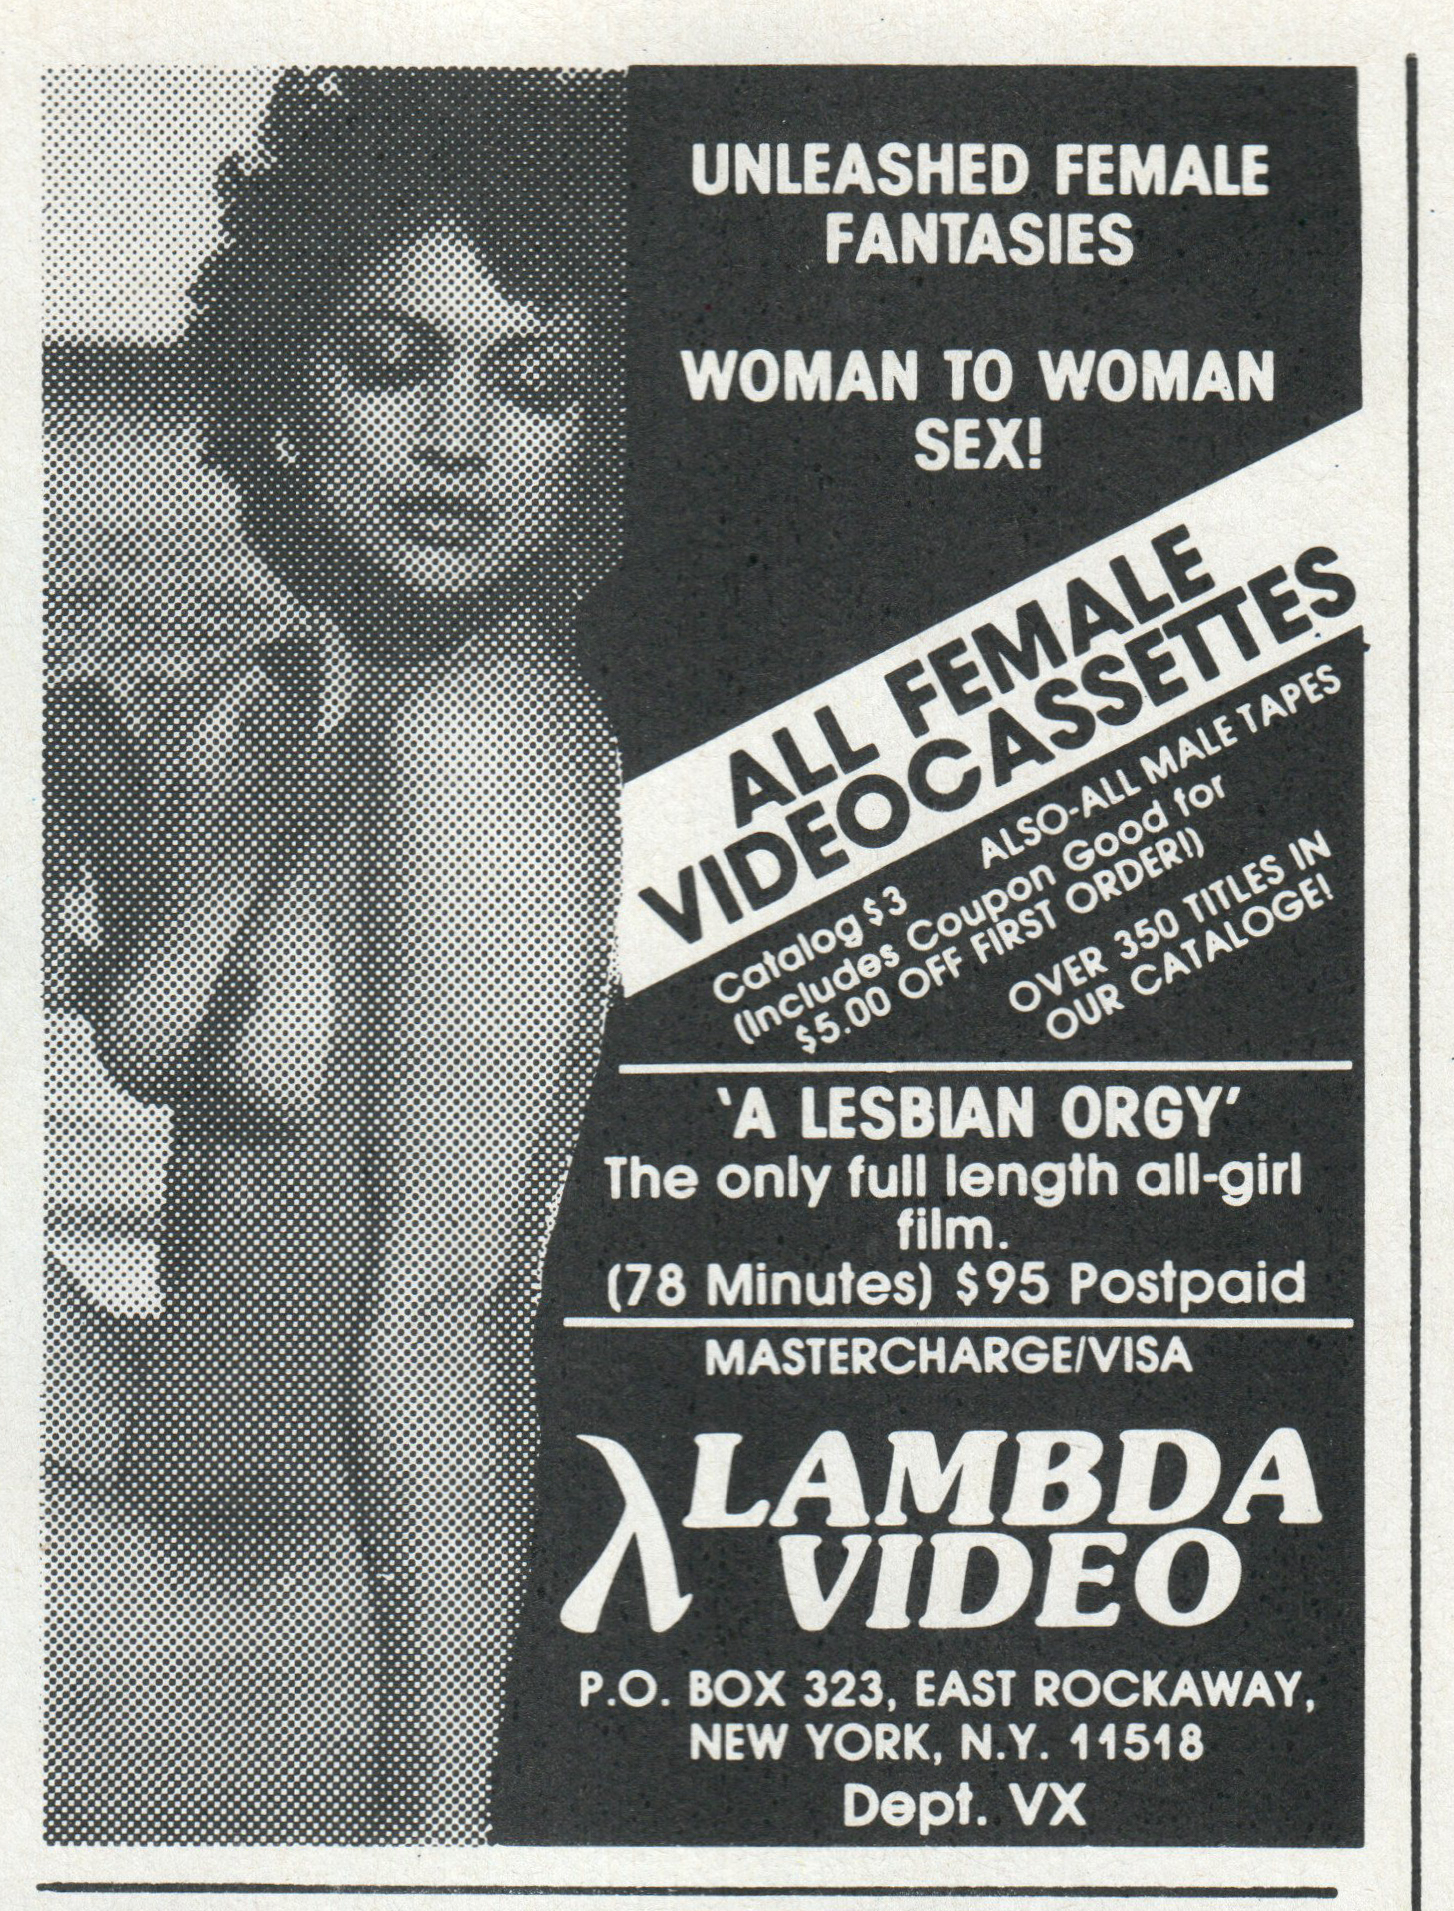 UNLEASHED FEMALE
FANTASIES
WOMAN TO WOMAN
SEX!
ALL FEMALE
VIDEOCASSETTES
ALSO-ALL MALE TAPES
Catalog $3
(Includes Coupon Good for
$5.00 OFF FIRST ORDER!)
OVER 350 TITLES IN
OUR CATALOGE!
'A LESBIAN ORGY'
The only full length all-girl
film.
(78 Minutes) $95 Postpaid
MASTERCHARGE/VISA
λ LAMBDA
VIDEO
P.O. BOX 323, EAST ROCKAWAY,
NEW YORK, N.Y. 11518
Dept. VX